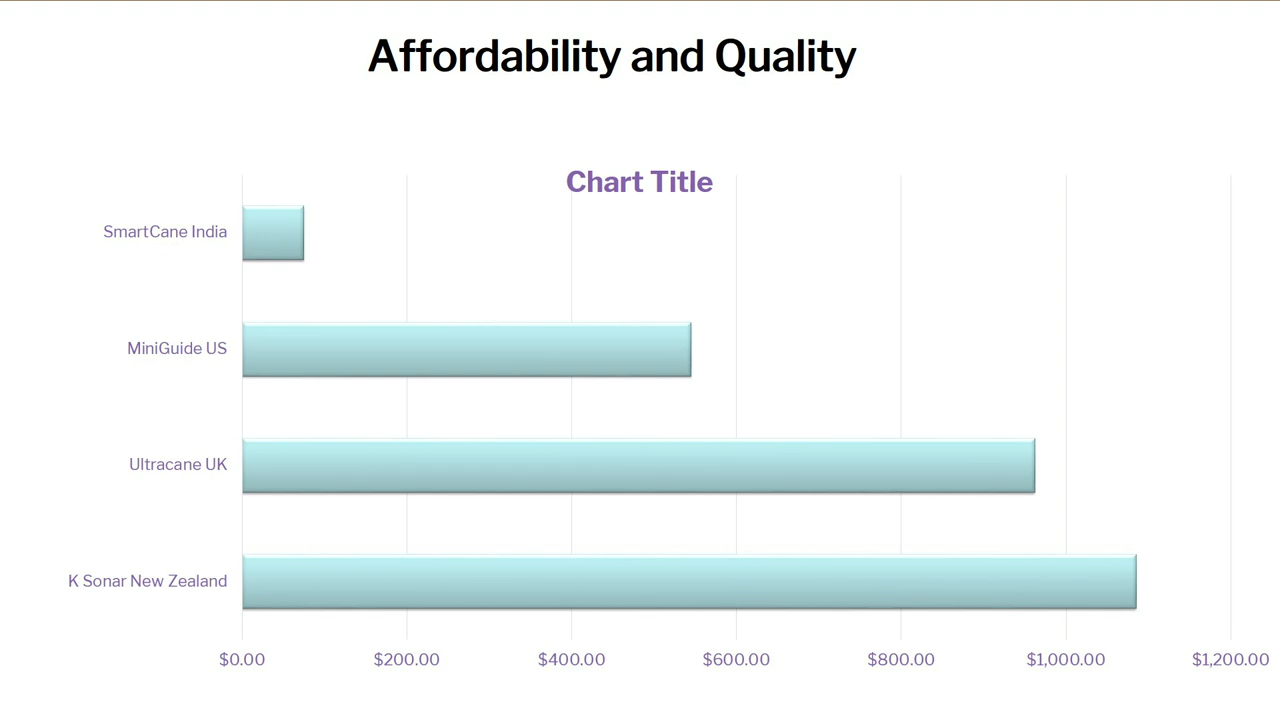 Affordability and Quality
Chart Title
SmartCane India
MiniGuide US
Ultracane UK
K Sonar New Zealand
$0.00 $200.00 $400.00 $600.00 $800.00 $1,000.00 $1,200.00